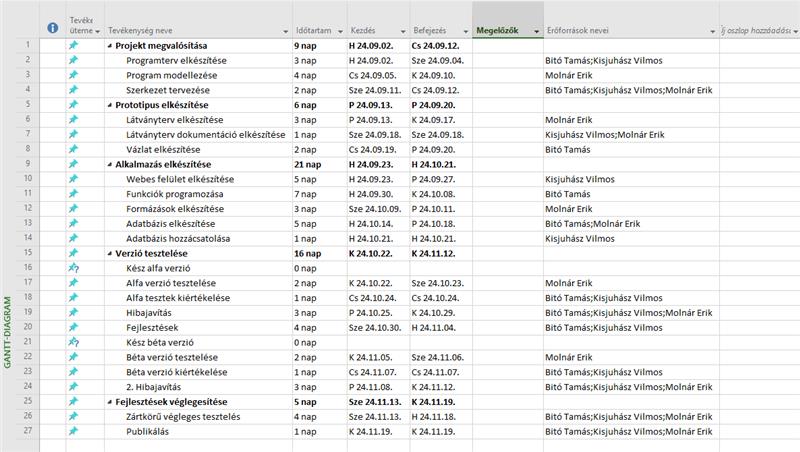 Tevéke
üteme Tevékenység neve Időtartam Kezdés Befejezés Megelőzők Erőforrások nevei Új oszlop hozzáadása
1 Projekt megvalósítása 9 nap H 24.09.02. Cs 24.09.12.
2 Programterv elkészítése 3 nap H 24.09.02. Sze 24.09.04. Bitó Tamás;Kisjuhász Vilmos
3 Program modellezése 4 nap Cs 24.09.05. K 24.09.10. Molnár Erik
4 Szerkezet tervezése 2 nap Sze 24.09.11. Cs 24.09.12. Bitó Tamás;Kisjuhász Vilmos;Molnár Erik
5 Prototípus elkészítése 6 nap P 24.09.13. P 24.09.20.
6 Látványterv elkészítése 3 nap P 24.09.13. K 24.09.17. Molnár Erik
7 Látványterv dokumentáció elkészítése 1 nap Sze 24.09.18. Sze 24.09.18. Kisjuhász Vilmos;Molnár Erik
8 Vázlat elkészítése 2 nap Cs 24.09.19. P 24.09.20. Bitó Tamás
9 Alkalmazás elkészítése 21 nap H 24.09.23. H 24.10.21.
10 Webes felület elkészítése 5 nap H 24.09.23. P 24.09.27. Kisjuhász Vilmos
11 Funkciók programozása 7 nap H 24.09.30. K 24.10.08. Bitó Tamás
12 Formázások elkészítése 3 nap Sze 24.10.09. P 24.10.11. Molnár Erik
13 Adatbázis elkészítése 5 nap H 24.10.14. P 24.10.18. Bitó Tamás;Molnár Erik
14 Adatbázis hozzácsatolása 1 nap H 24.10.21. H 24.10.21. Kisjuhász Vilmos
15 Verzió tesztelése 16 nap K 24.10.22. K 24.11.12.
16 Kész alfa verzió 0 nap
17 Alfa verzió tesztelése 2 nap K 24.10.22. Sze 24.10.23. Molnár Erik
18 Alfa tesztek kiértékelése 1 nap Cs 24.10.24. Cs 24.10.24. Bitó Tamás;Kisjuhász Vilmos
19 Hibajavítás 3 nap P 24.10.25. K 24.10.29. Bitó Tamás;Kisjuhász Vilmos;Molnár Erik
20 Fejlesztések 4 nap Sze 24.10.30. H 24.11.04. Bitó Tamás;Kisjuhász Vilmos
21 Kész béta verzió 0 nap
22 Béta verzió tesztelése 2 nap K 24.11.05. Sze 24.11.06. Molnár Erik
23 Béta verzió kiértékelése 1 nap Cs 24.11.07. Cs 24.11.07. Bitó Tamás;Kisjuhász Vilmos
24 2. Hibajavítás 3 nap P 24.11.08. K 24.11.12. Bitó Tamás;Kisjuhász Vilmos;Molnár Erik
25 Fejlesztések véglegesítése 5 nap Sze 24.11.13. K 24.11.19.
26 Zártkörű végleges tesztelés 4 nap Sze 24.11.13. H 24.11.18. Bitó Tamás;Kisjuhász Vilmos;Molnár Erik
27 Publikálás 1 nap K 24.11.19. K 24.11.19. Bitó Tamás;Kisjuhász Vilmos;Molnár Erik
GANTT-DIAGRAM